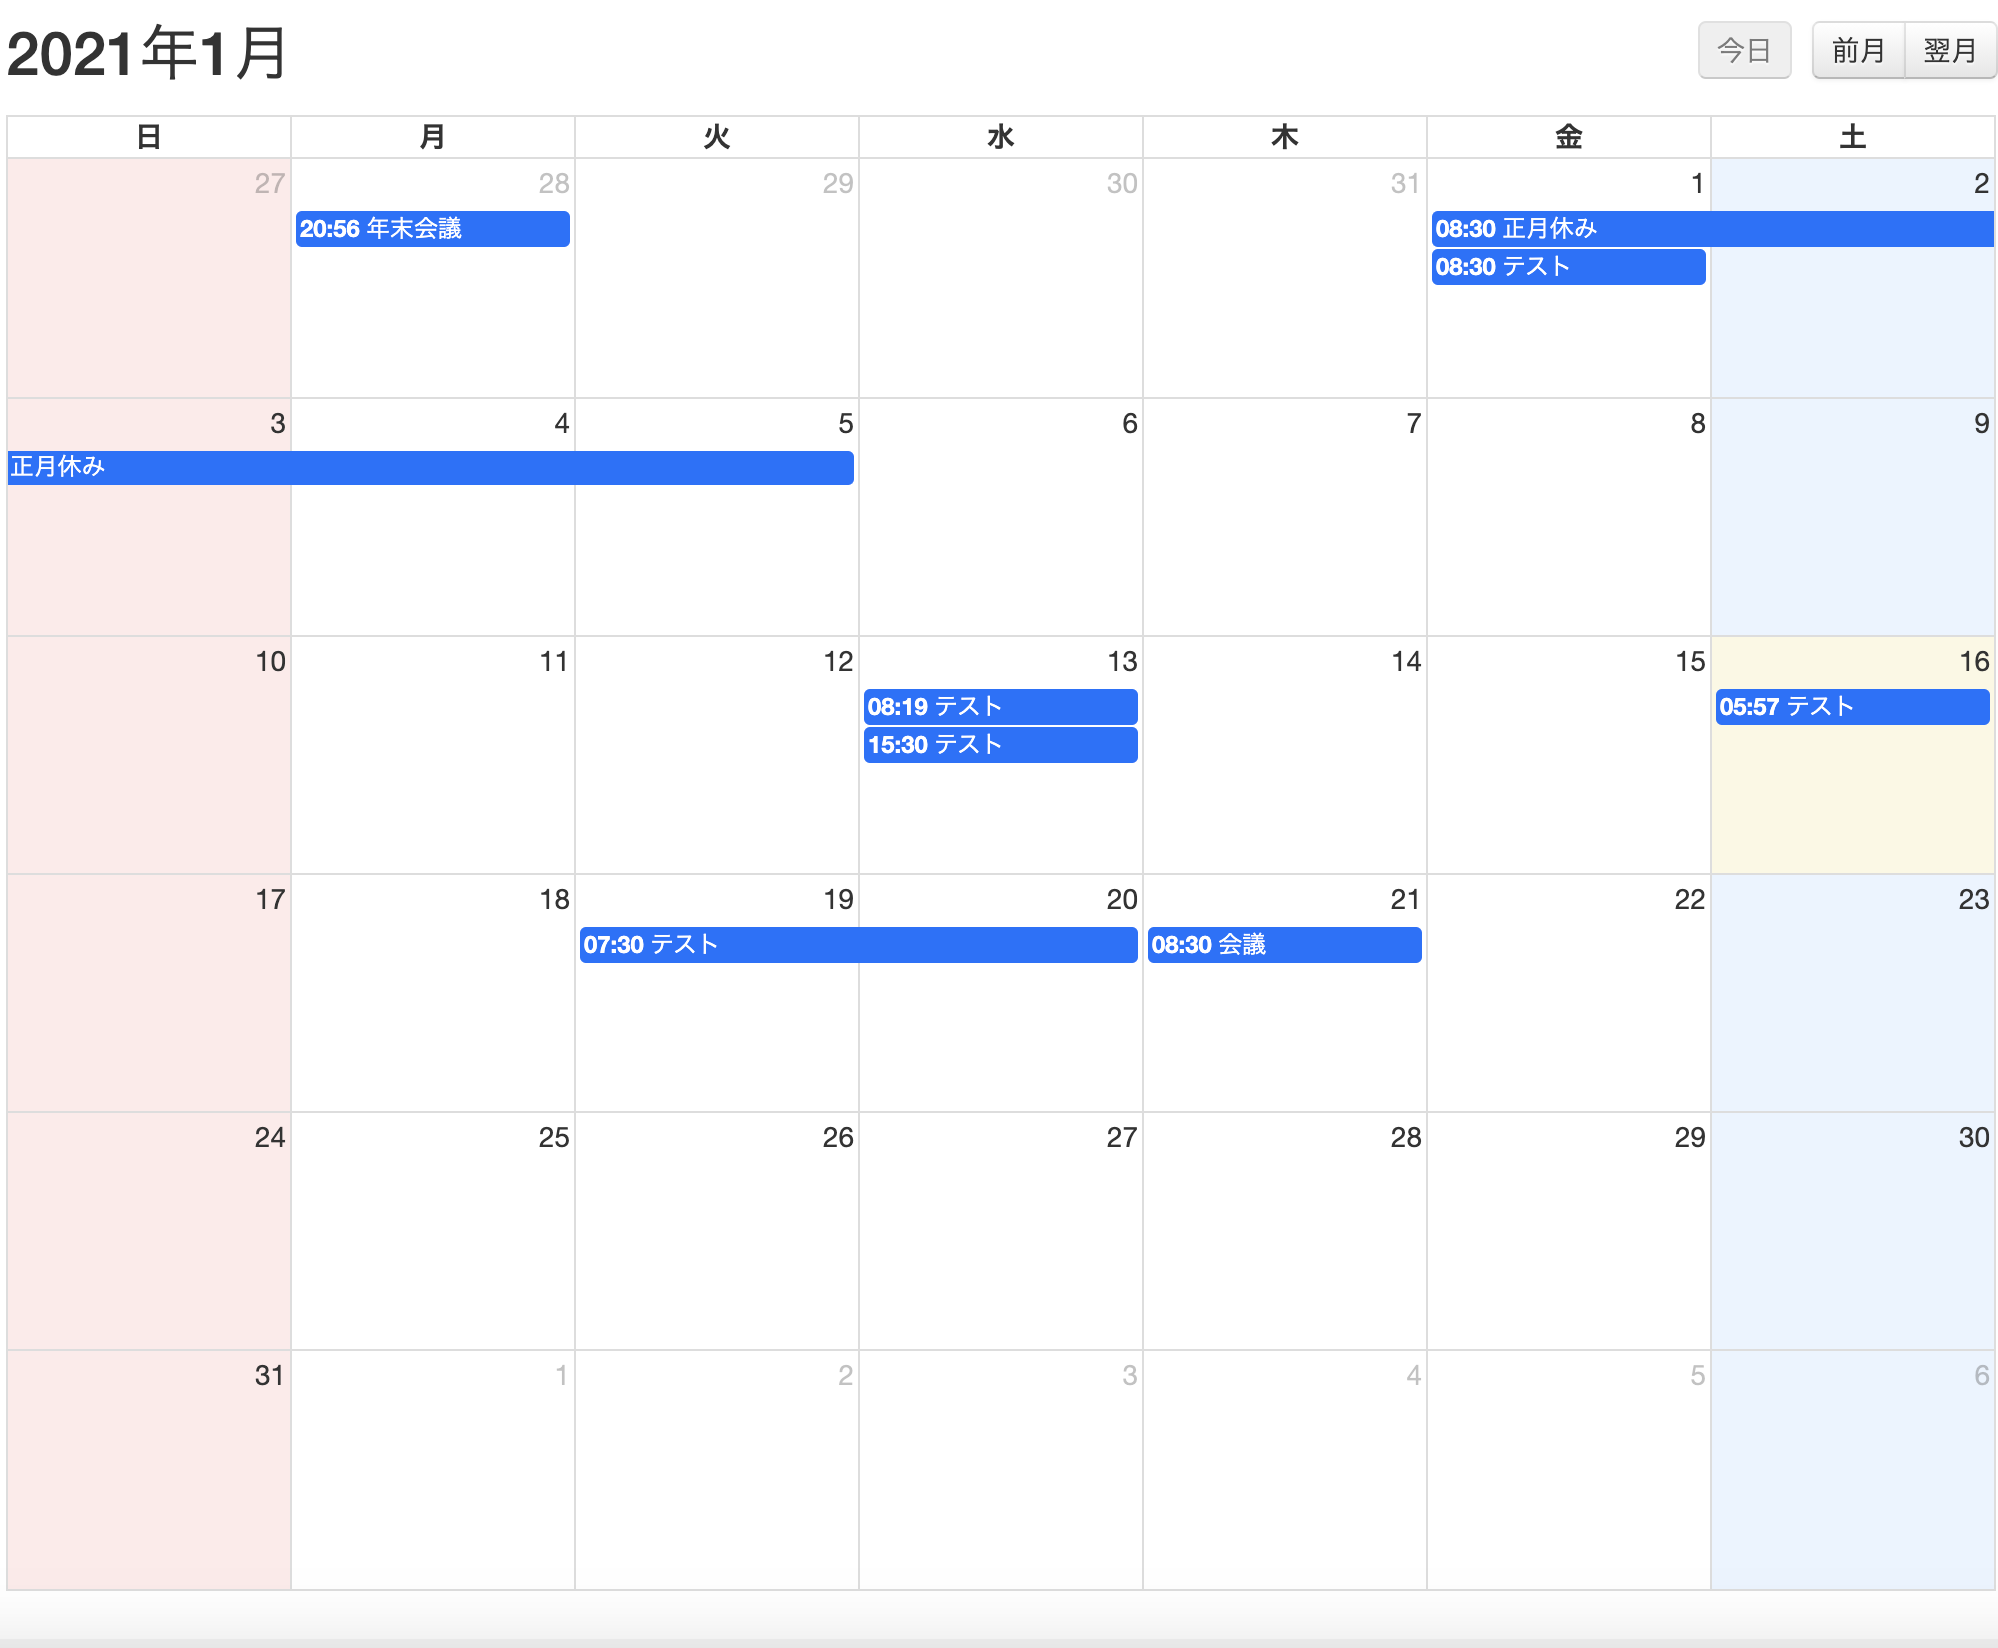 2021年1月
今日 前月 翌月
日 月 火 水 木 金 土
27 28 29 30 31 1 2
20:56 年末会議 08:30 正月休み
08:30 テスト
3 4 5 6 7 8 9
正月休み
10 11 12 13 14 15 16
08:19 テスト 05:57 テスト
15:30 テスト
17 18 19 20 21 22 23
07:30 テスト 08:30 会議
24 25 26 27 28 29 30
31 1 2 3 4 5 6